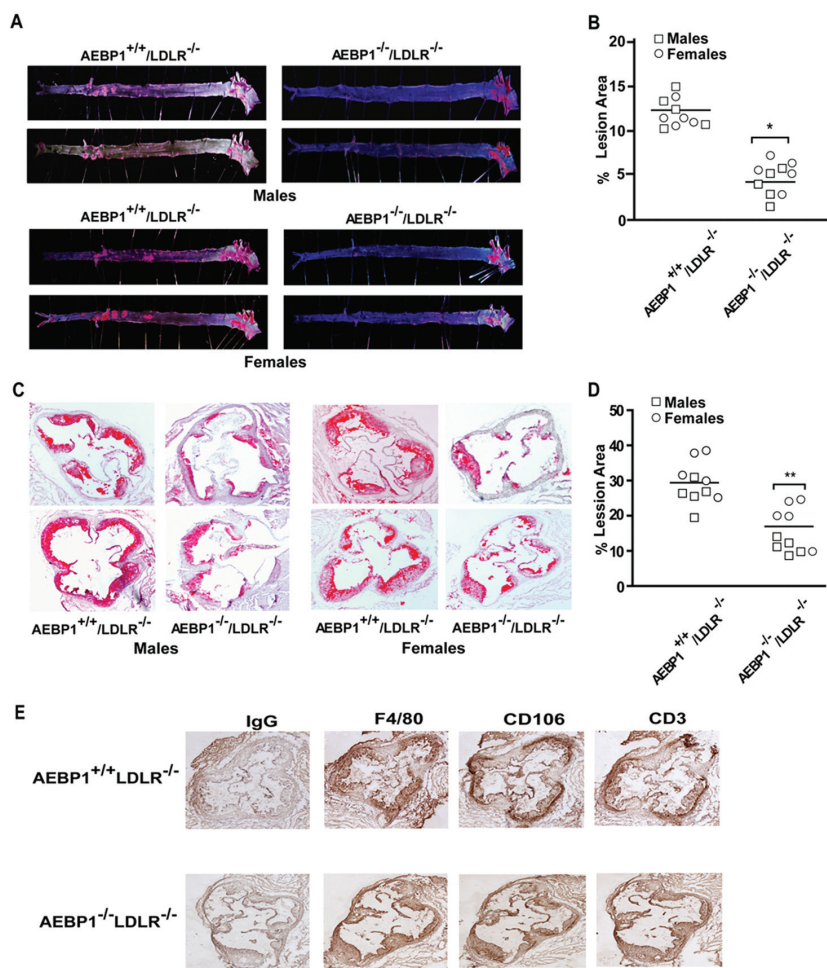 A
AEBP1+/+/LDLR-/-
AEBP1-/-/LDLR-/-
Males
AEBP1+/+/LDLR-/-
AEBP1-/-/LDLR-/-
Females
B
Males
Females
20
15
10
5
0
% Lesion Area
*
AEBP1+/+/LDLR-/-
AEBP1-/-/LDLR-/-
C
AEBP1+/+/LDLR-/-
AEBP1-/-/LDLR-/-
Males
AEBP1+/+/LDLR-/-
AEBP1-/-/LDLR-/-
Females
D
Males
Females
50
40
30
20
10
0
% Lession Area
**
AEBP1+/+/LDLR-/-
AEBP1-/-/LDLR-/-
E
IgG F4/80 CD106 CD3
AEBP1+/+LDLR-/-
AEBP1-/-LDLR-/-